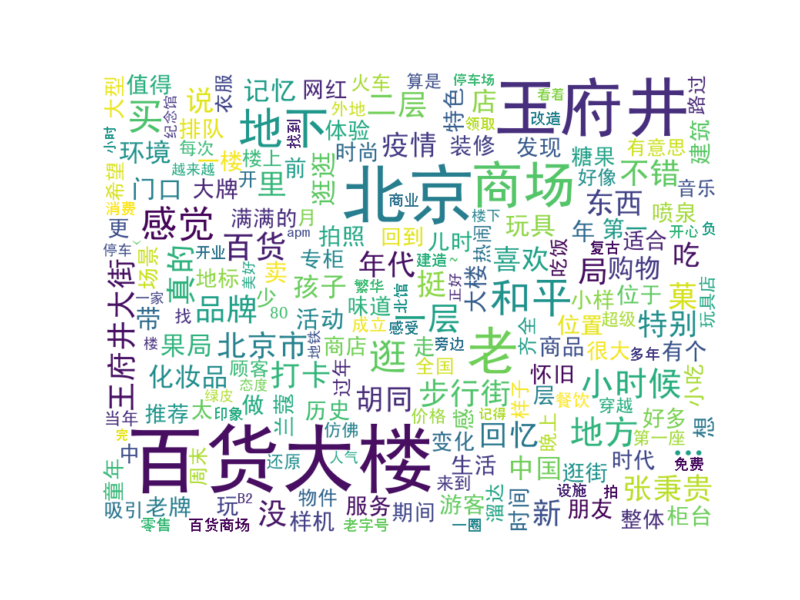 大型
值得
记忆
网红
火车
算是
停车场
王府井
看着
路过
纪念馆
衣服
二层
店
特色
改造
买
说
地下
外地
领取
小时
排队
找到
体验
疫情
装修
发现
糖果
有意思
建筑
环境
每次
一楼
楼上
前
时尚
逛逛
不错
越来越
里
希望
门口
大牌
开
北京
商场
好像
音乐
消费
感觉
满满的
月
商业
楼下
东西
喷泉
更
百货
apm
拍照
回到
儿时
热闹
玩具
年
第一
开心
负
停车
场景
真的
开业
专柜
建造
~
大楼
喜欢
吃饭
复古
适合
吃
王府井大街
地标
美好
卖
年代
挺
正好
局
购物
一家
带
找
品牌
少
80
孩子
繁华
北馆
味道
和平
小样
位于
菓
玩具店
楼
果局
北京市
地铁
活动
成立
一层
感受
旁边
齐全
位置
超级
特别
化妆品
顾客
态度
打卡
商店
逛
走
老
商品
很大
多年
有个
小吃
绿皮
过年
全国
胡同
步行街
样子
餐饮
怀旧
小时候
当年
推荐
太
印象
做
兰蔻
历史
价格
感
记得
层
穿越
好多
完
中
百货大楼
仿佛
变化
晚上
回忆
地方
第一座
想
童年
周末
还原
人气
生活
来到
中国
逛街
时代
免费
吸引
老牌
玩
B2
没
物件
样机
服务
期间
游客
溜达
时间
新
设施
拍
朋友
张秉贵
整体
柜台
零售
百货商场
老字号
一圈